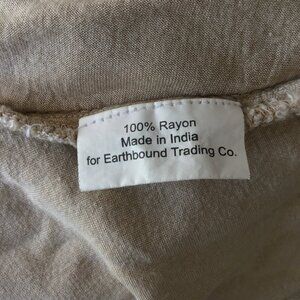 100% Rayon
Made in India
for Earthbound Trading Co.